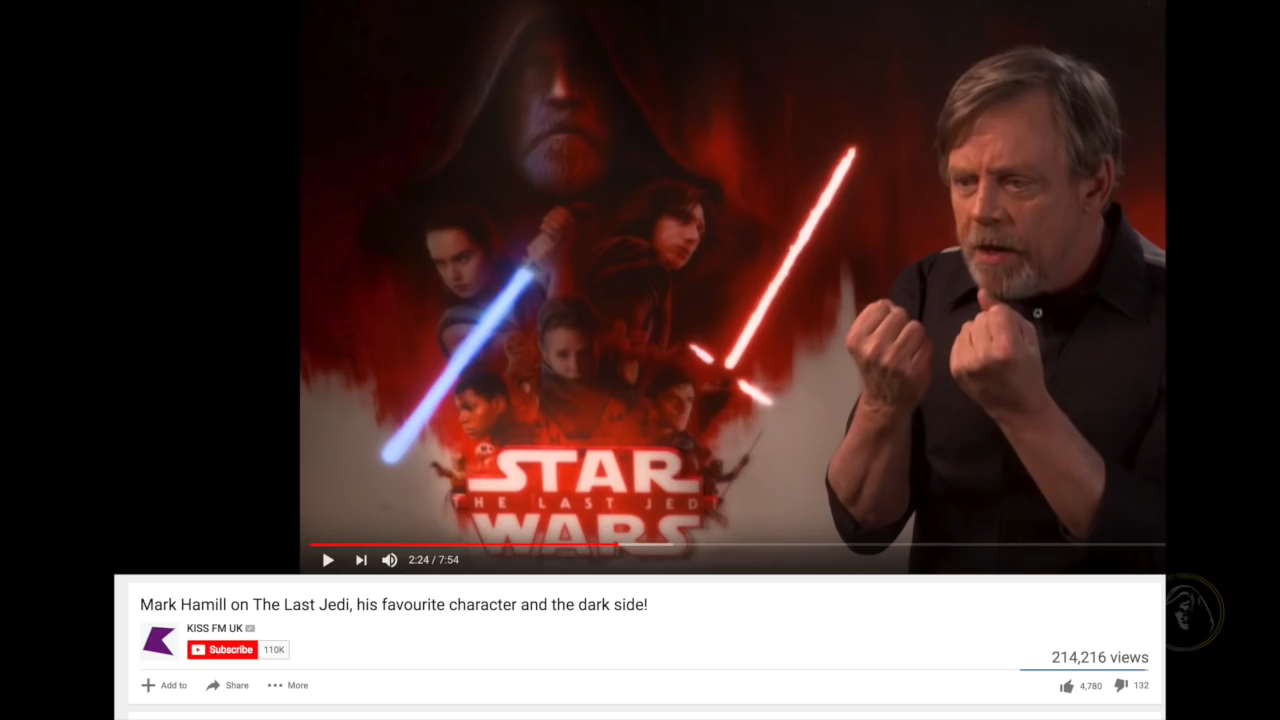 STAR
THE LAST JED
WARS
2:24 / 7:54
Mark Hamill on The Last Jedi, his favourite character and the dark side!
KISS FM UK
Subscribe 110K
214,216 views
Add to Share More
4,780 132